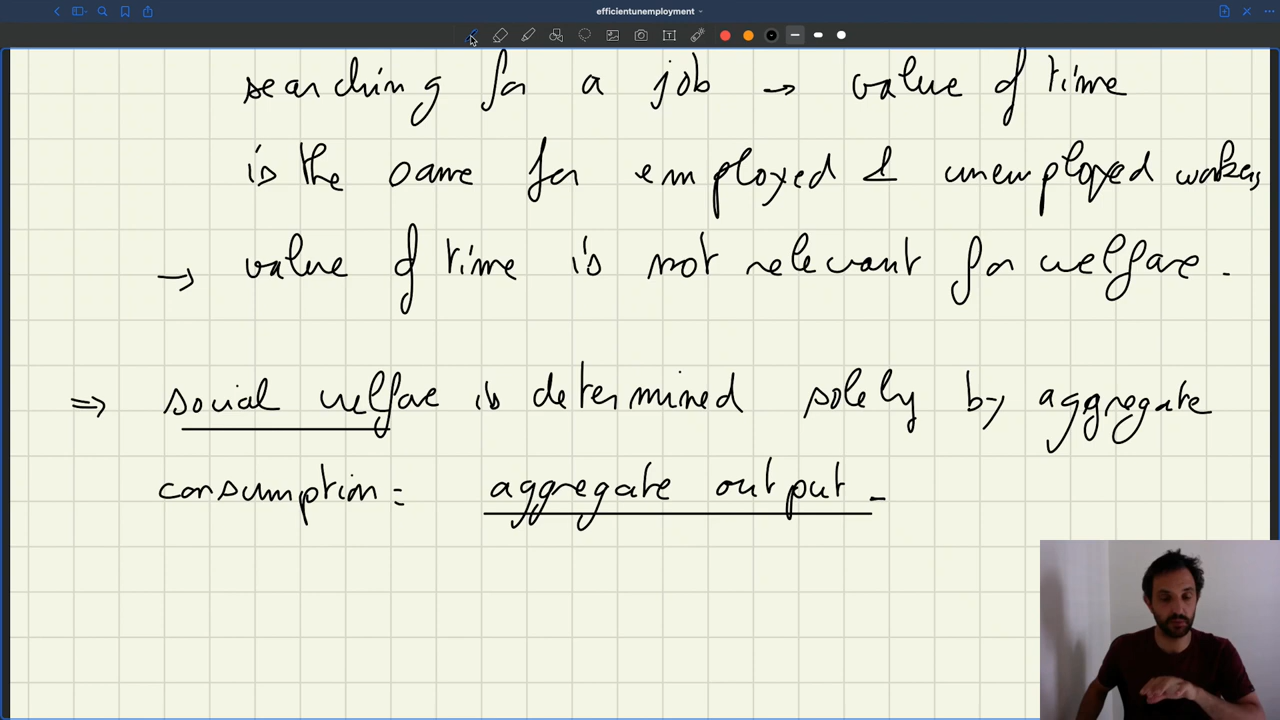 efficientunemployment
searching for a job → value of time
is the same for employed & unemployed workers
→ value of time is not relevant for welfare.
⇒ social welfare is determined solely by aggregate
consumption = aggregate output.